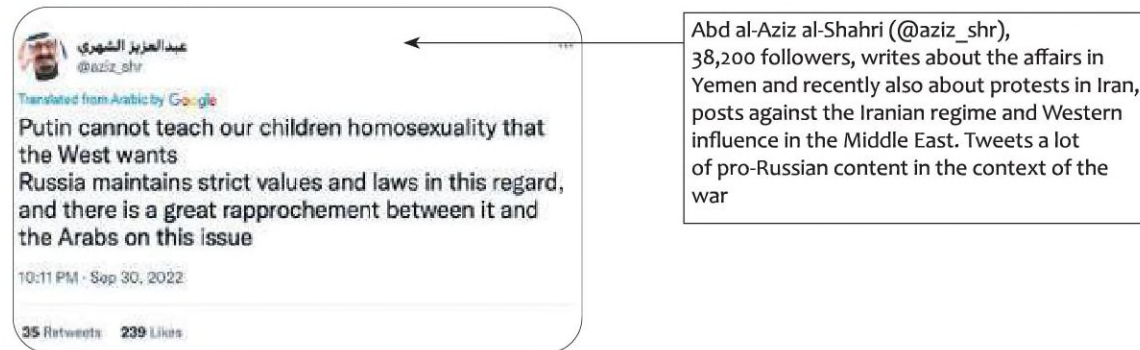 عبدالعزيز الشهري
@aziz_shr
Translated from Arabic by Google
Putin cannot teach our children homosexuality that
the West wants
Russia maintains strict values and laws in this regard,
and there is a great rapprochement between it and
the Arabs on this issue
10:11 PM · Sep 30, 2022
35 Retweets 239 Likes
Abd al-Aziz al-Shahri (@aziz_shr),
38,200 followers, writes about the affairs in
Yemen and recently also about protests in Iran,
posts against the Iranian regime and Western
influence in the Middle East. Tweets a lot
of pro-Russian content in the context of the
war